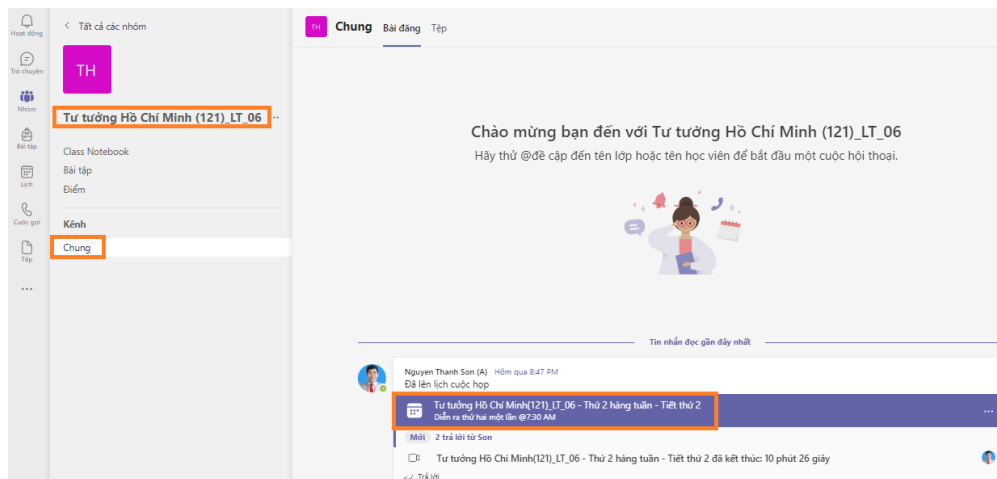 Hoạt động
Trò chuyện
Nhóm
Bài tập
Lịch
Cuộc gọi
Tệp
Tất cả các nhóm
TH
Tư tưởng Hồ Chí Minh (121)_LT_06 ...
Class Notebook
Bài tập
Điểm
Kênh
Chung
TH Chung Bài đăng Tệp
Chào mừng bạn đến với Tư tưởng Hồ Chí Minh (121)_LT_06
Hãy thử @đề cập đến tên lớp hoặc tên học viên để bắt đầu một cuộc hội thoại.
Tin nhắn đọc gần đây nhất
Nguyen Thanh Son (A) Hôm qua 8:47 PM
Đã lên lịch cuộc họp
Tư tưởng Hồ Chí Minh(121)_LT_06 - Thứ 2 hàng tuần - Tiết thứ 2
Diễn ra thứ hai một lần @7:30 AM
Mới 2 trả lời từ Son
Tư tưởng Hồ Chí Minh(121)_LT_06 - Thứ 2 hàng tuần - Tiết thứ 2 đã kết thúc: 10 phút 26 giây
Trả lời